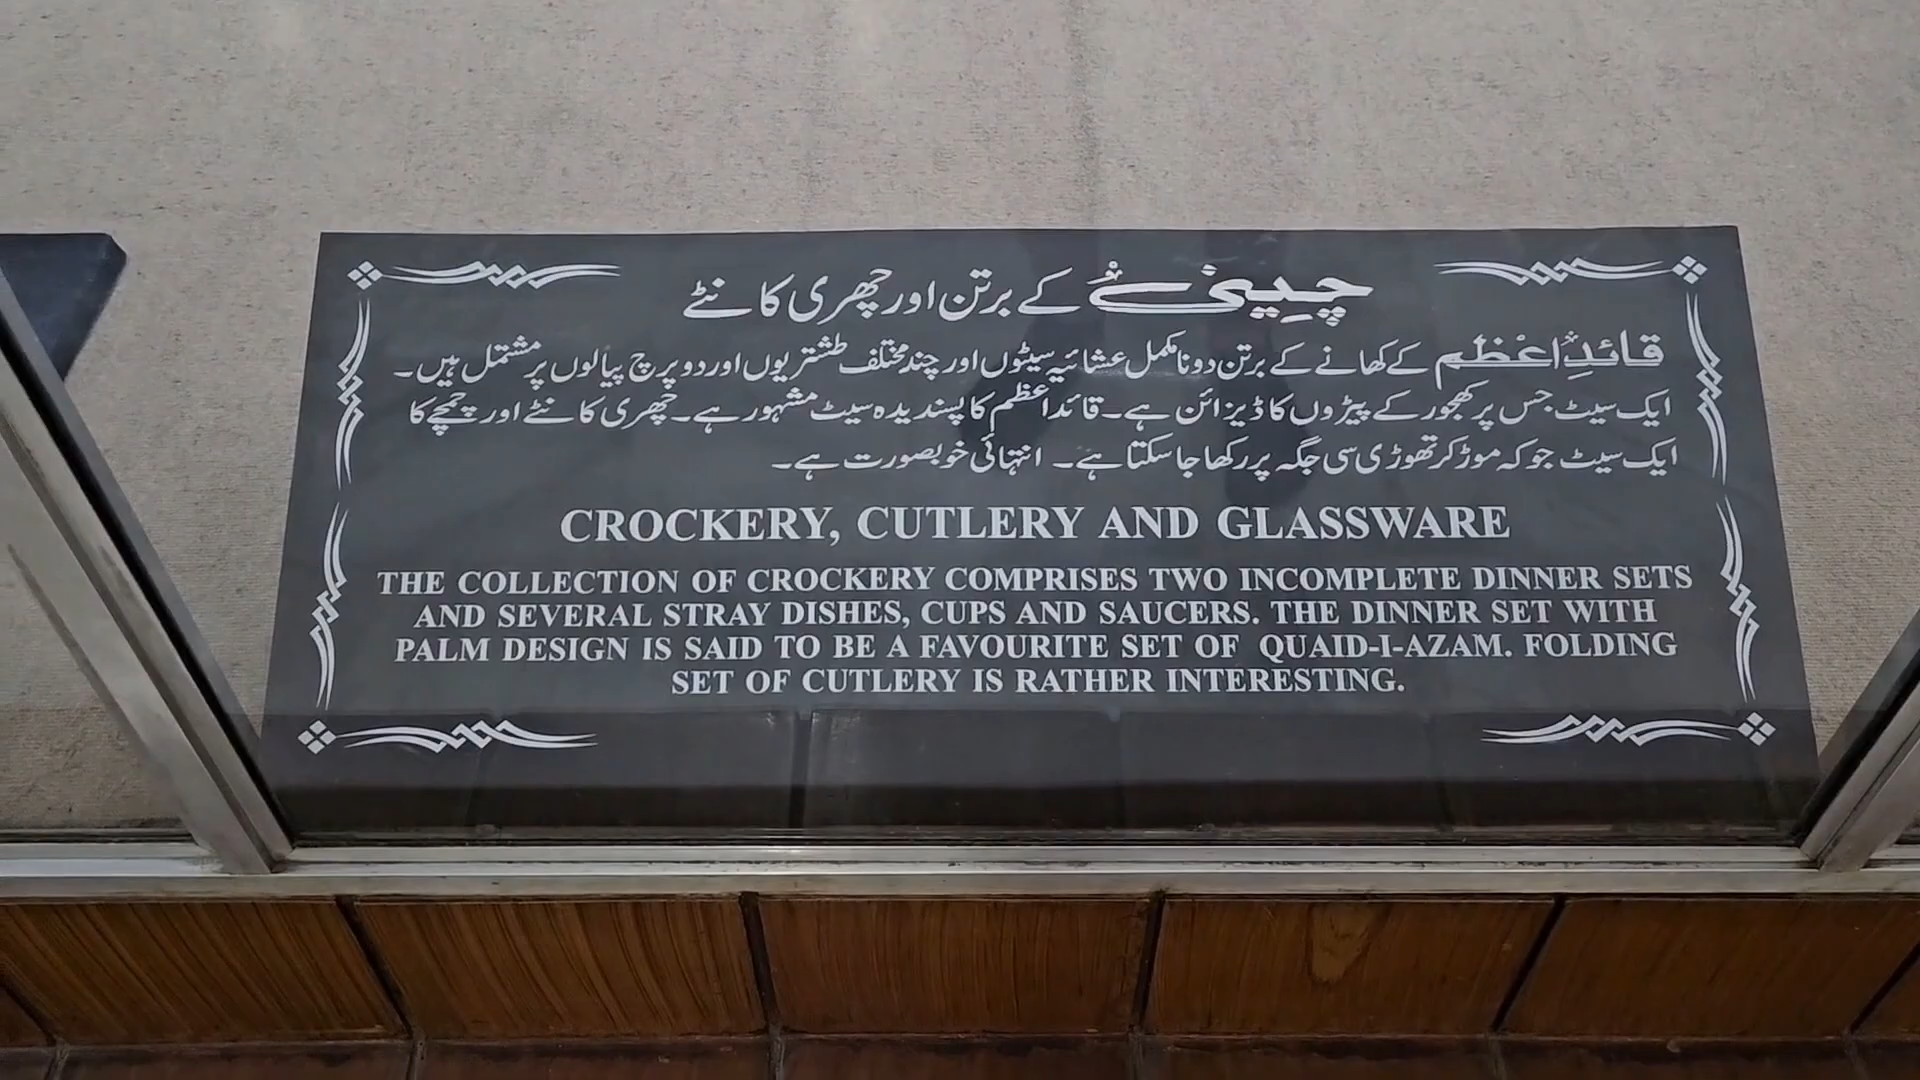 چینی کے برتن اور چھری کانٹے
قائدِاعظم کے کھانے کے برتن دو نامکمل عشائیہ سیٹوں اور چند مختلف طشتریوں اور دو پرچ پیالوں پر مشتمل ہیں۔
ایک سیٹ جس پر کھجور کے پیڑوں کا ڈیزائن ہے۔ قائداعظم کا پسندیدہ سیٹ مشہور ہے۔ چھری کانٹے اور چمچے کا
ایک سیٹ جو کہ موڑ کر تھوڑی سی جگہ پر رکھا جا سکتا ہے۔ انتہائی خوبصورت ہے۔
CROCKERY, CUTLERY AND GLASSWARE
THE COLLECTION OF CROCKERY COMPRISES TWO INCOMPLETE DINNER SETS
AND SEVERAL STRAY DISHES, CUPS AND SAUCERS. THE DINNER SET WITH
PALM DESIGN IS SAID TO BE A FAVOURITE SET OF QUAID-I-AZAM. FOLDING
SET OF CUTLERY IS RATHER INTERESTING.